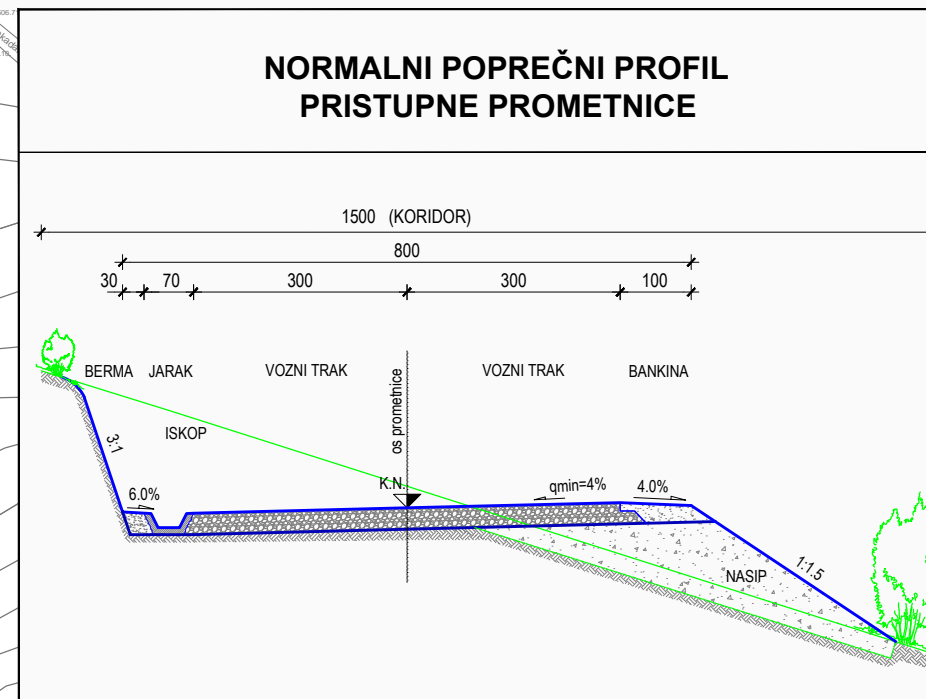 NORMALNI POPREČNI PROFIL
PRISTUPNE PROMETNICE
1500 (KORIDOR)
800
30 70 300 300 100
BERMA JARAK VOZNI TRAK VOZNI TRAK BANKINA
os prometnice
ISKOP
3:1
K.N.
6.0%
qmin=4%
4.0%
NASIP
1:1.5